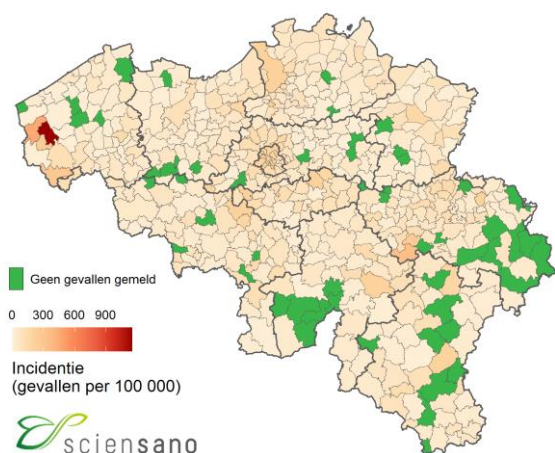 Geen gevallen gemeld
0 300 600 900
Incidentie
(gevallen per 100 000)
sciensano